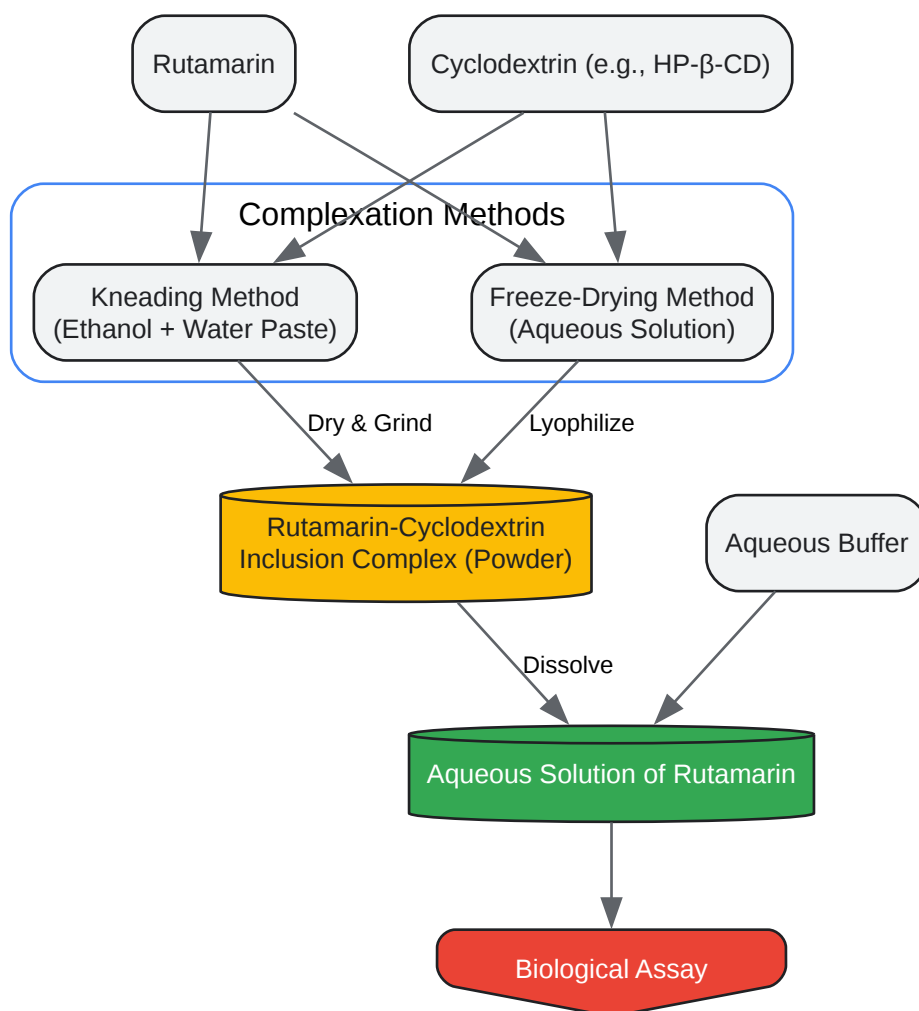 Rutamarin
Cyclodextrin (e.g., HP-β-CD)
Complexation Methods
Kneading Method
(Ethanol + Water Paste)
Freeze-Drying Method
(Aqueous Solution)
Dry & Grind
Lyophilize
Rutamarin-Cyclodextrin
Inclusion Complex (Powder)
Aqueous Buffer
Dissolve
Aqueous Solution of Rutamarin
Biological Assay